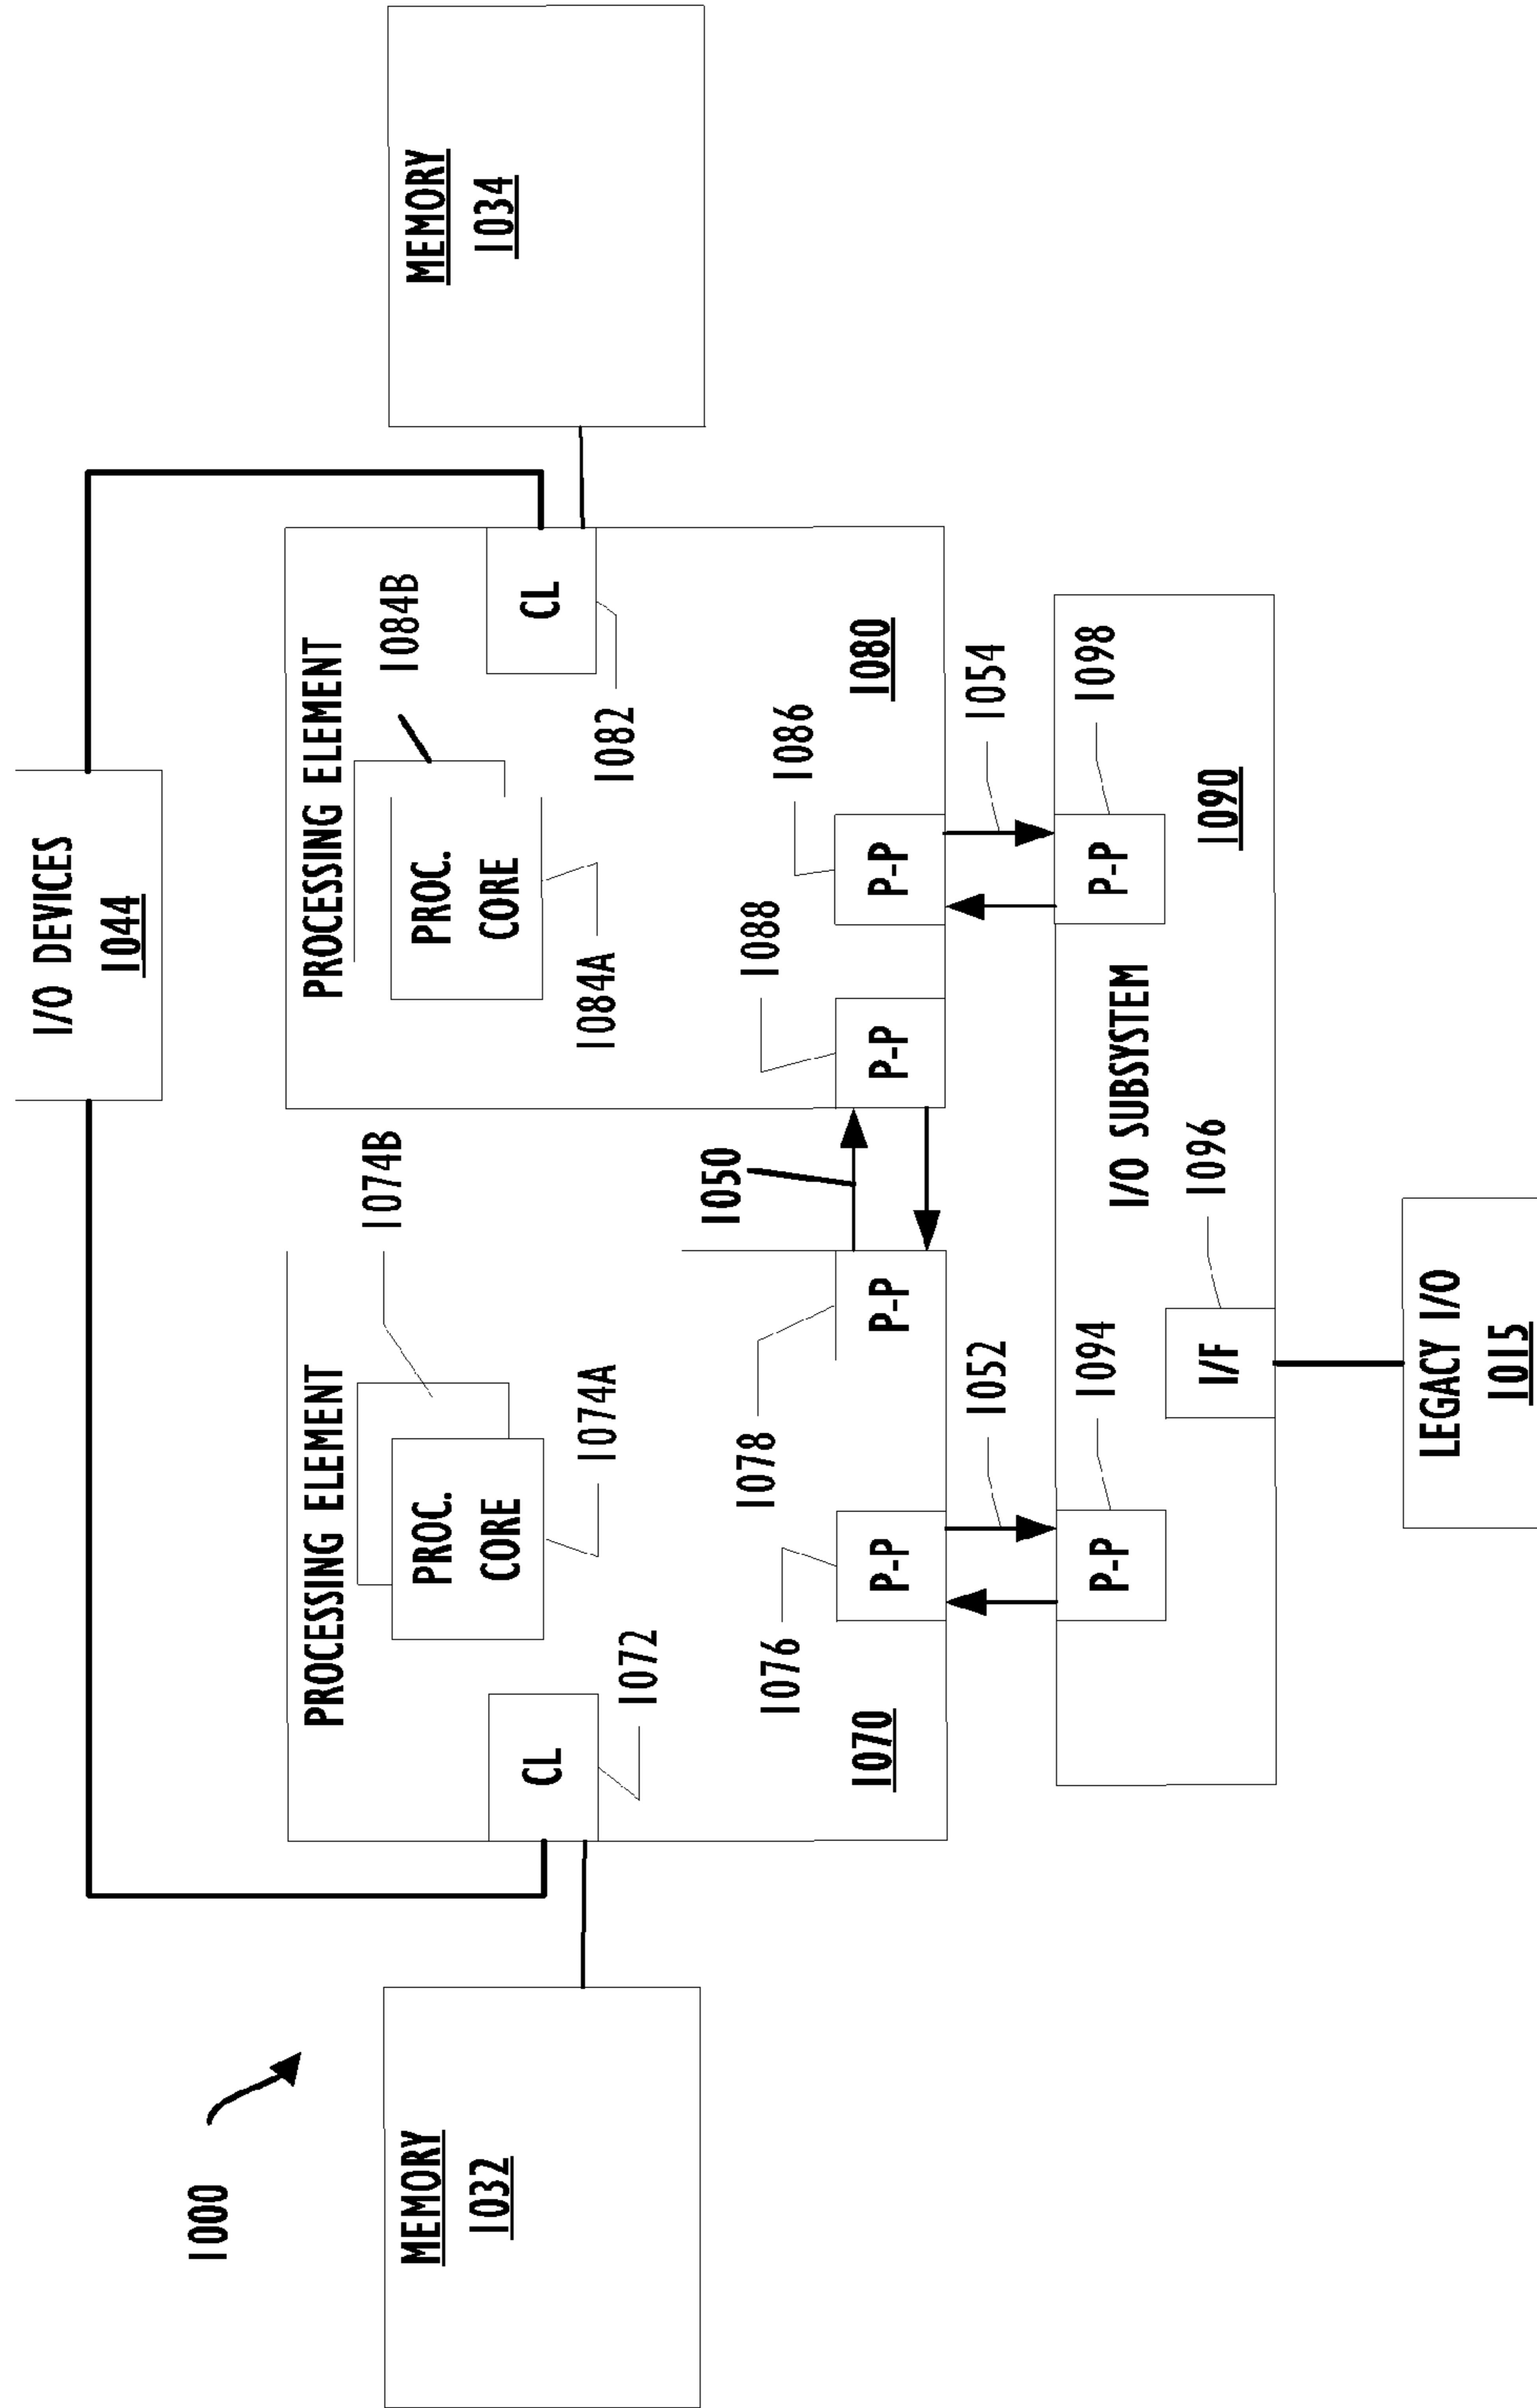 1000
I/O DEVICES
1044
MEMORY
1032
PROCESSING ELEMENT
1074B
PROC.
CORE
1074A
CL
1072
1078
P-P
1076
P-P
1070
1050
PROCESSING ELEMENT
1084B
PROC.
CORE
1084A
CL
1082
1088
P-P
1086
P-P
1080
MEMORY
1034
1052
1054
1094
P-P
I/O SUBSYSTEM
1098
P-P
1096
I/F
1090
LEGACY I/O
1015